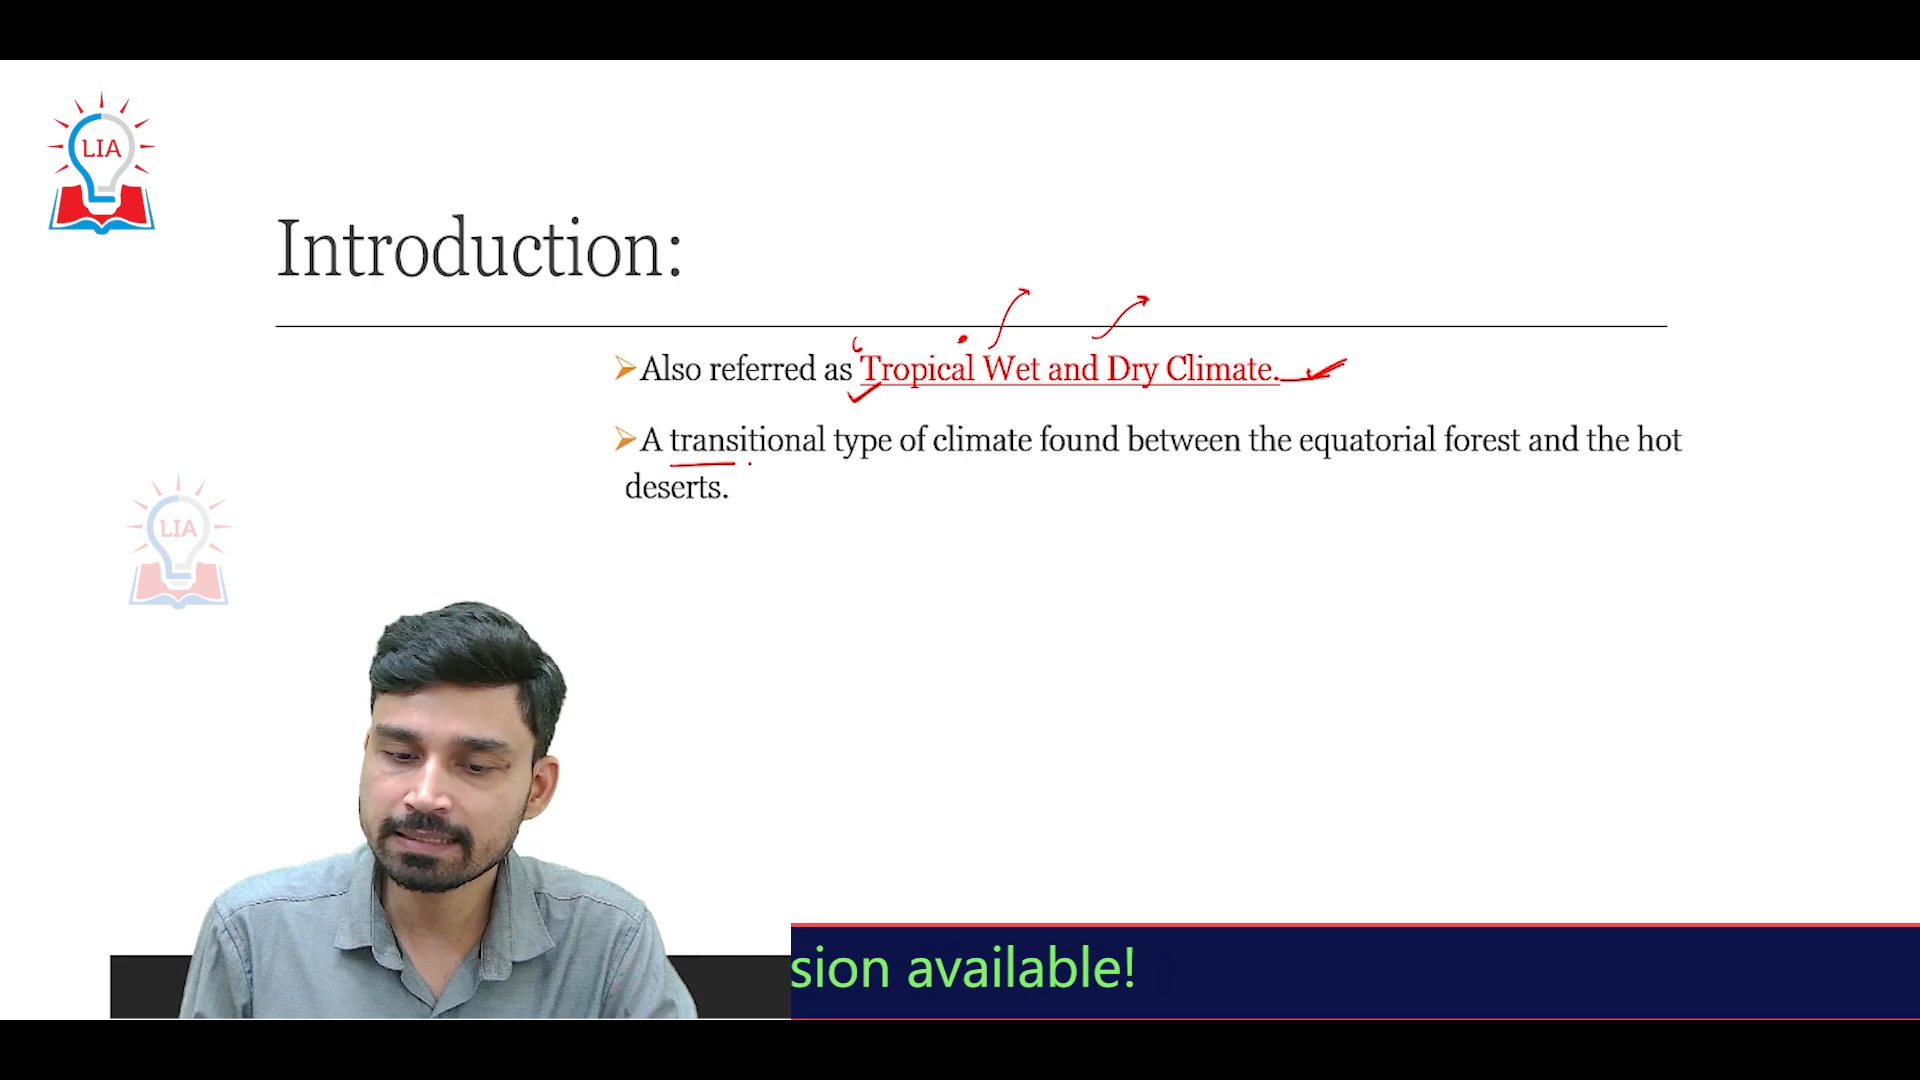 LIA
Introduction:
Also referred as Tropical Wet and Dry Climate.
A transitional type of climate found between the equatorial forest and the hot
deserts.
LIA
sion available!